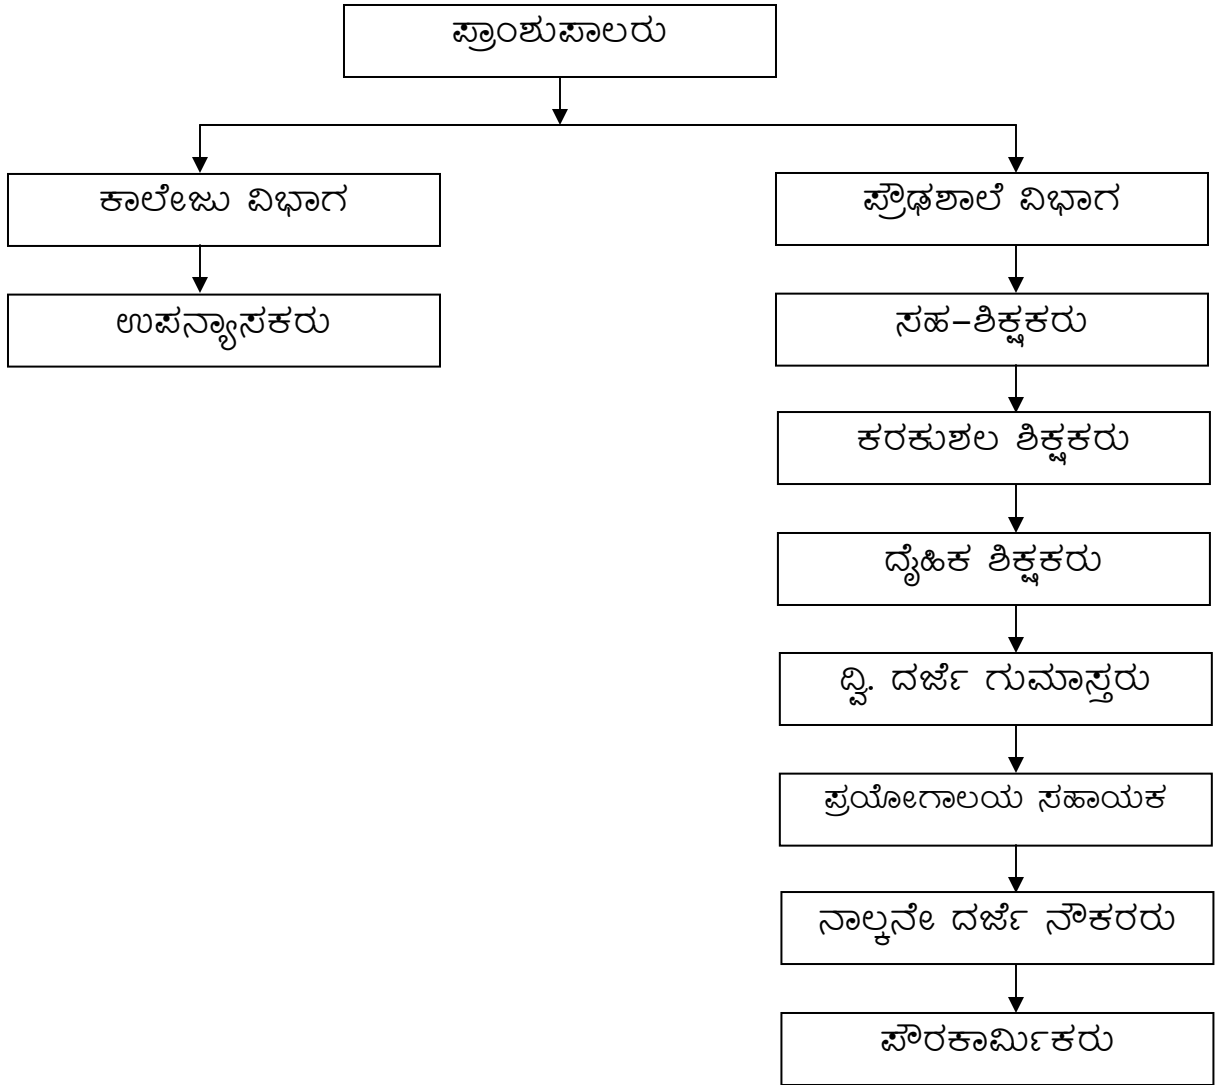 ಪ್ರಾಂಶುಪಾಲರು
ಕಾಲೇಜು ವಿಭಾಗ
ಪ್ರೌಢಶಾಲೆ ವಿಭಾಗ
ಉಪನ್ಯಾಸಕರು
ಸಹ–ಶಿಕ್ಷಕರು
ಕರಕುಶಲ ಶಿಕ್ಷಕರು
ದೈಹಿಕ ಶಿಕ್ಷಕರು
ದ್ವಿ. ದರ್ಜೆ ಗುಮಾಸ್ತರು
ಪ್ರಯೋಗಾಲಯ ಸಹಾಯಕ
ನಾಲ್ಕನೇ ದರ್ಜೆ ನೌಕರರು
ಪೌರಕಾರ್ಮಿಕರು